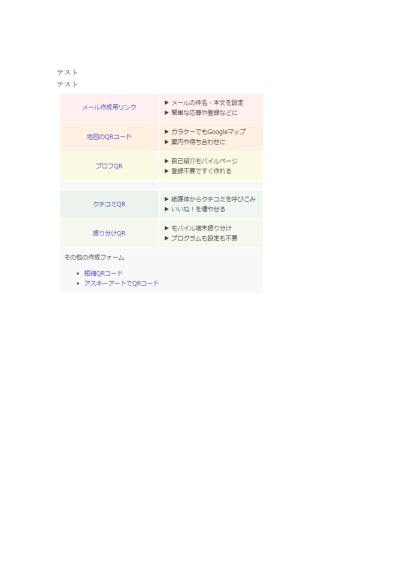 テスト
テスト
メール作成用リンク
▶ メールの件名・本文を設定
▶ 簡単な応募や登録などに
地図のQRコード
▶ ガラケーでもGoogleマップ
▶ 案内や待ち合わせに
プロフQR
▶ 自己紹介モバイルページ
▶ 登録不要ですぐ作れる
クチコミQR
▶ 紙媒体からクチコミを呼びこみ
▶ いいね！を増やせる
振り分けQR
▶ モバイル端末振り分け
▶ プログラムも設定も不要
その他の作成フォーム
• 短縮QRコード
• アスキーアートでQRコード